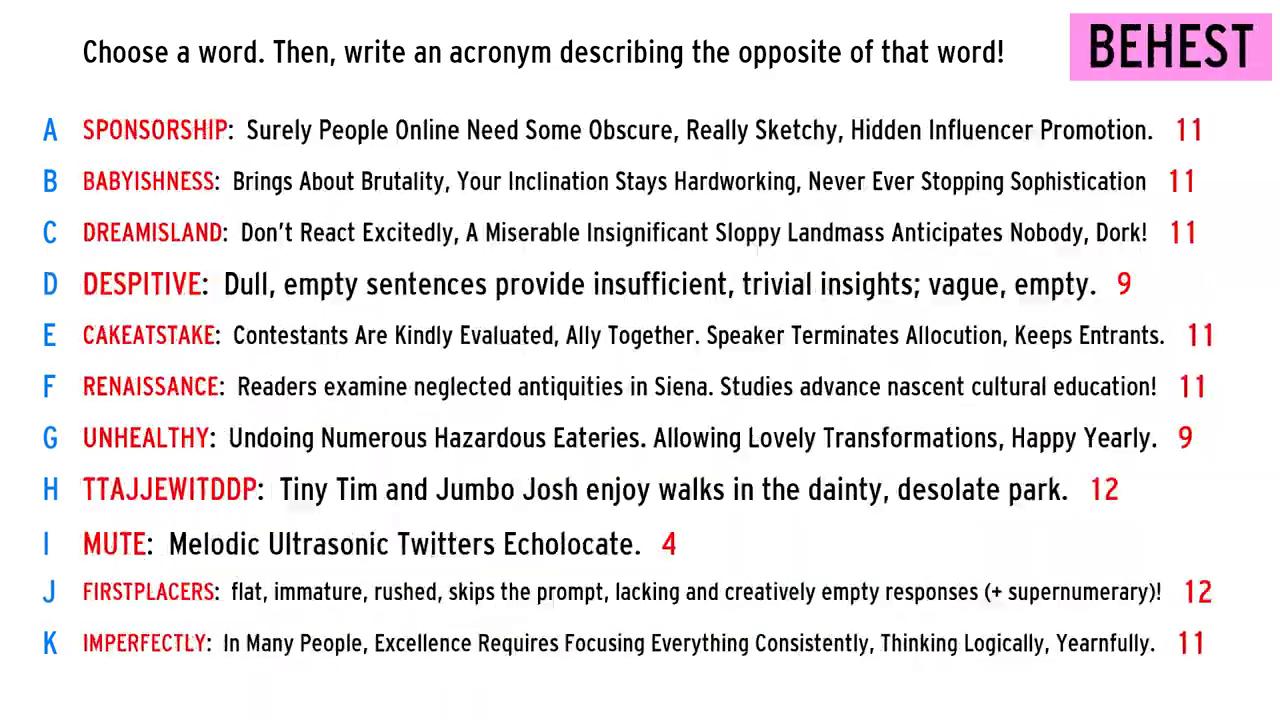 Choose a word. Then, write an acronym describing the opposite of that word!
BEHEST
A SPONSORSHIP: Surely People Online Need Some Obscure, Really Sketchy, Hidden Influencer Promotion. 11
B BABYISHNESS: Brings About Brutality, Your Inclination Stays Hardworking, Never Ever Stopping Sophistication 11
C DREAMISLAND: Don't React Excitedly, A Miserable Insignificant Sloppy Landmass Anticipates Nobody, Dork! 11
D DESPITIVE: Dull, empty sentences provide insufficient, trivial insights; vague, empty. 9
E CAKEATSTAKE: Contestants Are Kindly Evaluated, Ally Together. Speaker Terminates Allocution, Keeps Entrants. 11
F RENAISSANCE: Readers examine neglected antiquities in Siena. Studies advance nascent cultural education! 11
G UNHEALTHY: Undoing Numerous Hazardous Eateries. Allowing Lovely Transformations, Happy Yearly. 9
H TTAJJEWITDDP: Tiny Tim and Jumbo Josh enjoy walks in the dainty, desolate park. 12
I MUTE: Melodic Ultrasonic Twitters Echolocate. 4
J FIRSTPLACERS: flat, immature, rushed, skips the prompt, lacking and creatively empty responses (+ supernumerary)! 12
K IMPERFECTLY: In Many People, Excellence Requires Focusing Everything Consistently, Thinking Logically, Yearnfully. 11